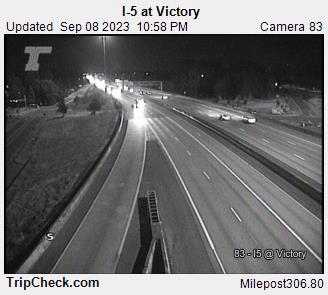 I-5 at Victory
Updated Sep 08 2023 10:58 PM Camera 83
T
S
83 - I5 @ Victory
TripCheck.com Milepost306.80